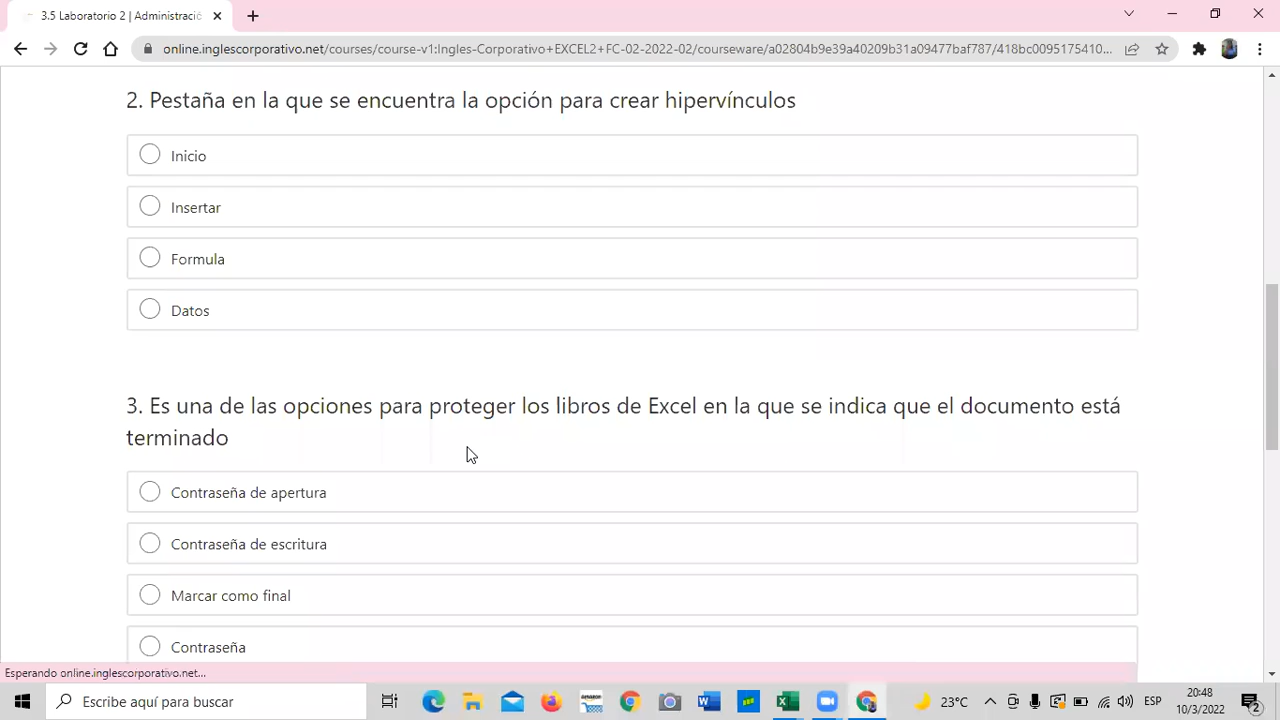 3.5 Laboratorio 2 | Administració
online.inglescorporativo.net/courses/course-v1:Ingles-Corporativo+EXCEL2+FC-02-2022-02/courseware/a02804b9e39a40209b31a09477baf787/418bc0095175410...
2. Pestaña en la que se encuentra la opción para crear hipervínculos
Inicio
Insertar
Formula
Datos
3. Es una de las opciones para proteger los libros de Excel en la que se indica que el documento está
terminado
Contraseña de apertura
Contraseña de escritura
Marcar como final
Contraseña
Esperando online.inglescorporativo.net...
Escribe aquí para buscar
23°C
ESP
20:48
10/3/2022
2